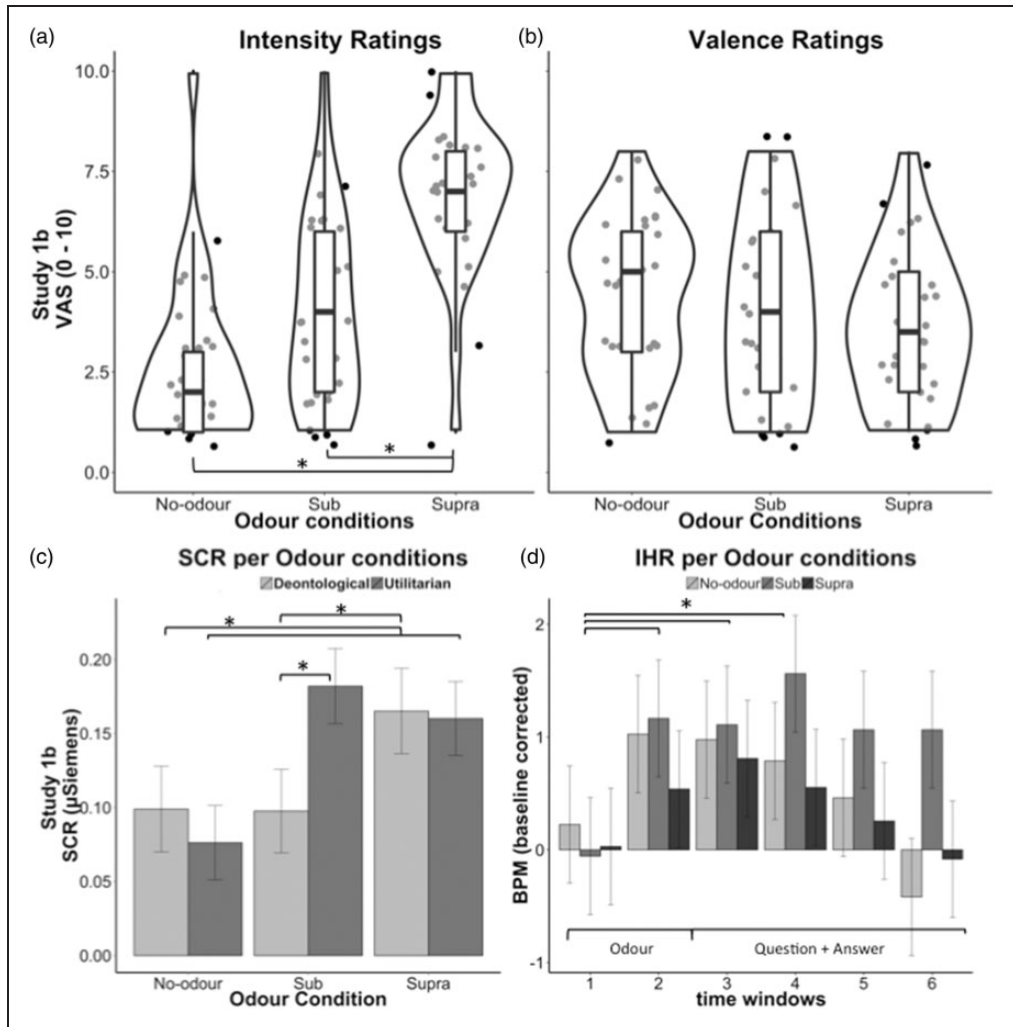 (a)
Intensity Ratings
Study 1b
VAS (0 - 10)
10.0
7.5
5.0
2.5
0.0
*
*
No-odour Sub Supra
Odour conditions
(b)
Valence Ratings
No-odour Sub Supra
Odour Conditions
(c)
SCR per Odour conditions
Deontological Utilitarian
Study 1b
SCR (µSiemens)
0.20
0.15
0.10
0.05
0.00
*
*
*
No-odour Sub Supra
Odour Condition
(d)
IHR per Odour conditions
No-odour Sub Supra
BPM (baseline corrected)
2
1
0
-1
*
Odour Question + Answer
1 2 3 4 5 6
time windows